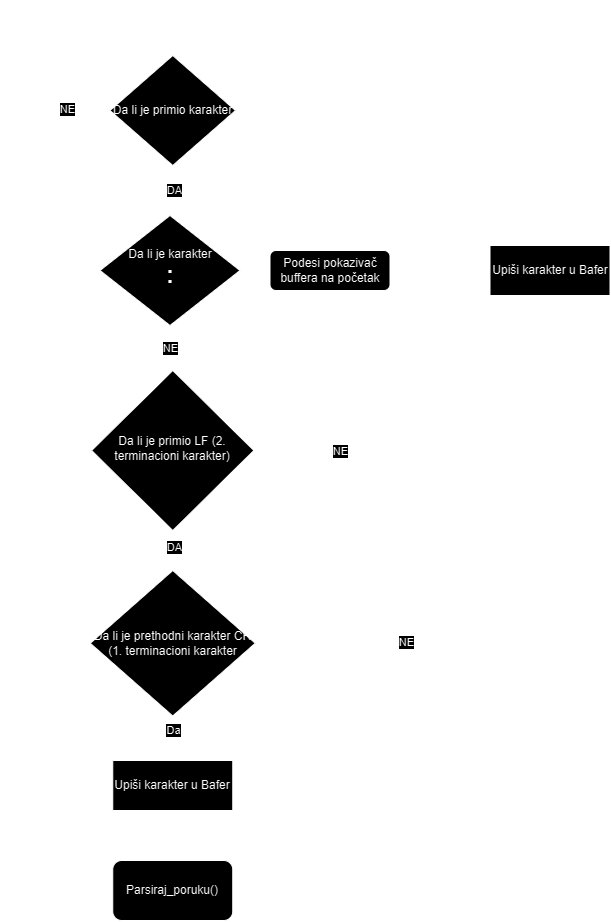 Da li je primio karakter
NE
DA
Da li je karakter
:
Podesi pokazivač
buffera na početak
Upiši karakter u Bafer
NE
Da li je primio LF (2.
terminacioni karakter)
NE
DA
Da li je prethodni karakter CR
(1. terminacioni karakter
NE
Da
Upiši karakter u Bafer
Parsiraj_poruku()